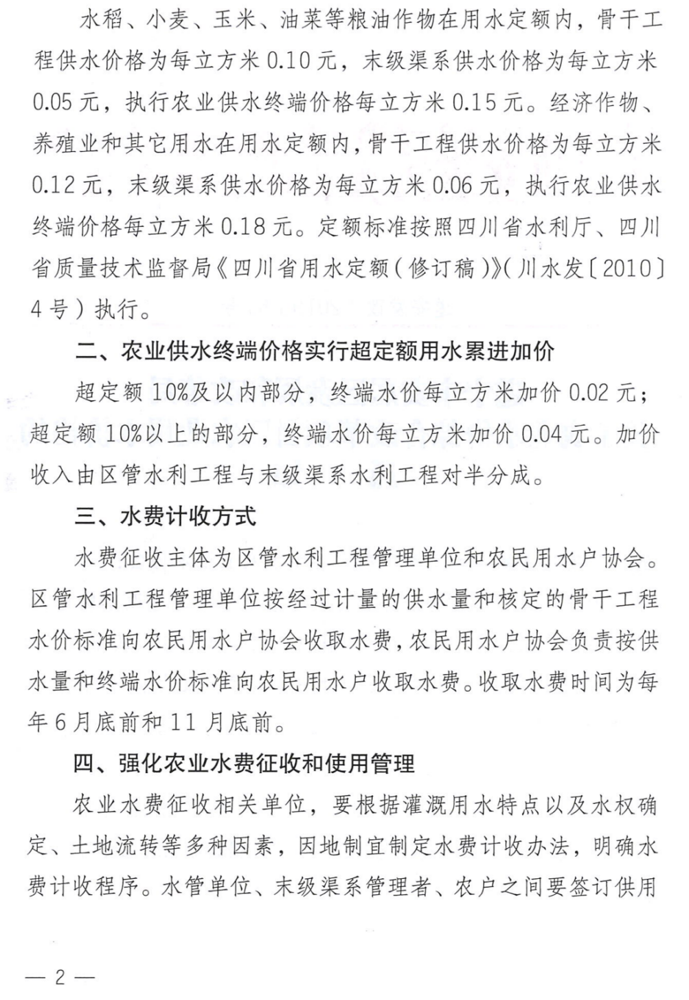 水稻、小麦、玉米、油菜等粮油作物在用水定额内，骨干工
程供水价格为每立方米 0.10 元，末级渠系供水价格为每立方米
0.05 元，执行农业供水终端价格每立方米 0.15 元。经济作物、
养殖业和其它用水在用水定额内，骨干工程供水价格为每立方米
0.12 元，末级渠系供水价格为每立方米 0.06 元，执行农业供水
终端价格每立方米 0.18 元。定额标准按照四川省水利厅、四川
省质量技术监督局《四川省用水定额（修订稿）》（川水发〔2010〕
4 号）执行。
二、农业供水终端价格实行超定额用水累进加价
超定额 10%及以内部分，终端水价每立方米加价 0.02 元；
超定额 10%以上的部分，终端水价每立方米加价 0.04 元。加价
收入由区管水利工程与末级渠系水利工程对半分成。
三、水费计收方式
水费征收主体为区管水利工程管理单位和农民用水户协会。
区管水利工程管理单位按经过计量的供水量和核定的骨干工程
水价标准向农民用水户协会收取水费，农民用水户协会负责按供
水量和终端水价标准向农民用水户收取水费。收取水费时间为每
年 6 月底前和 11 月底前。
四、强化农业水费征收和使用管理
农业水费征收相关单位，要根据灌溉用水特点以及水权确
定、土地流转等多种因素，因地制宜制定水费计收办法，明确水
费计收程序。水管单位、末级渠系管理者、农户之间要签订供用
— 2 —